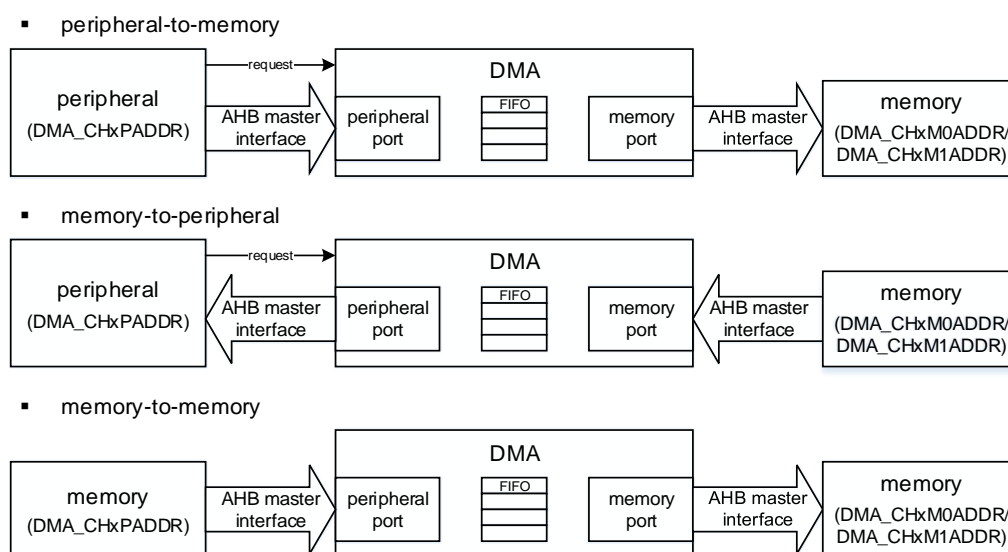 ▪ peripheral-to-memory
request
DMA
peripheral
(DMA_CHxPADDR)
AHB master
interface
peripheral
port
FIFO
memory
port
AHB master
interface
memory
(DMA_CHxM0ADDR/
DMA_CHxM1ADDR)
▪ memory-to-peripheral
request
DMA
peripheral
(DMA_CHxPADDR)
AHB master
interface
peripheral
port
FIFO
memory
port
AHB master
interface
memory
(DMA_CHxM0ADDR/
DMA_CHxM1ADDR)
▪ memory-to-memory
DMA
memory
(DMA_CHxPADDR)
AHB master
interface
peripheral
port
FIFO
memory
port
AHB master
interface
memory
(DMA_CHxM0ADDR/
DMA_CHxM1ADDR)